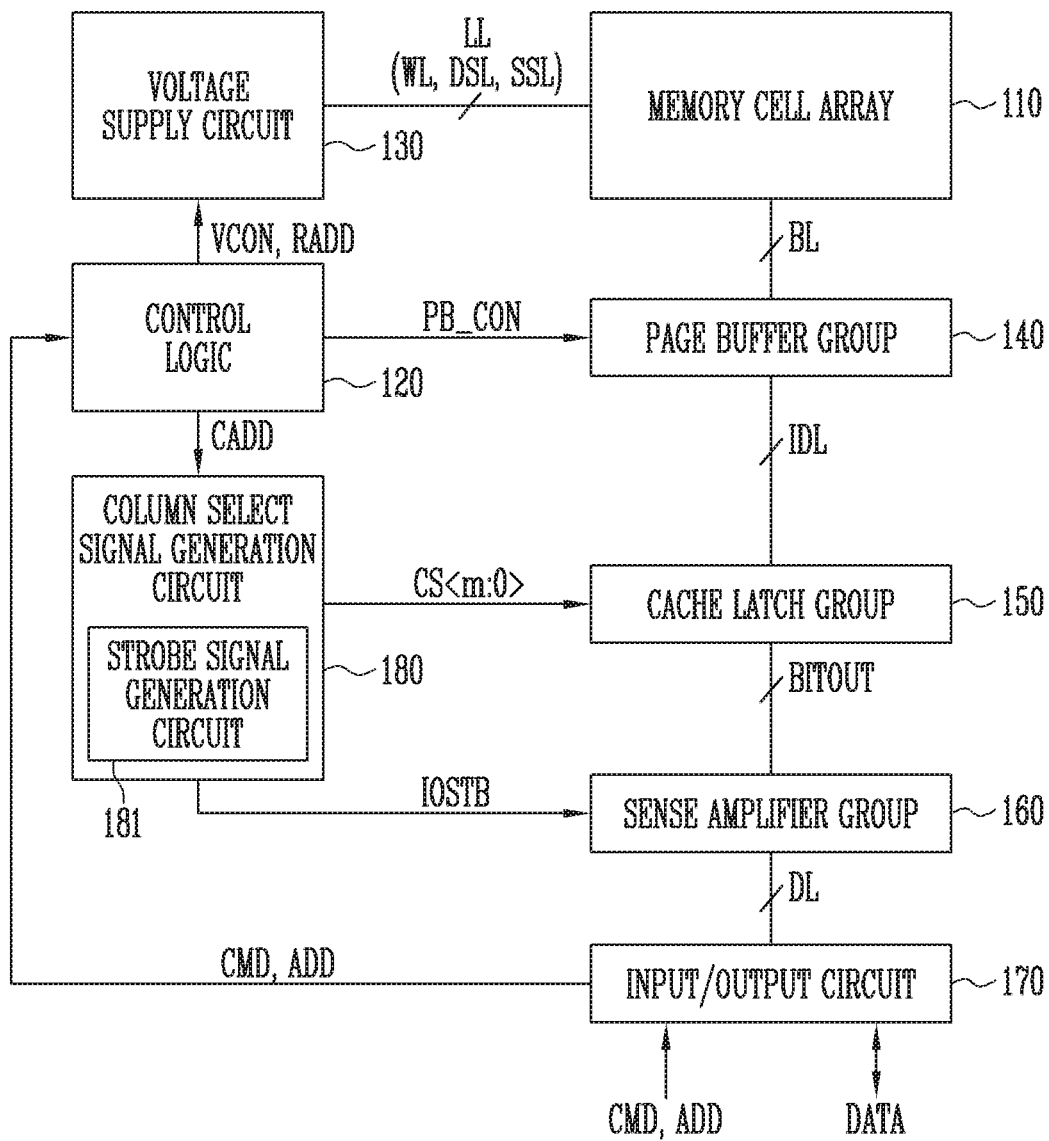 VOLTAGE
SUPPLY CIRCUIT
130
LL
(WL, DSL, SSL)
MEMORY CELL ARRAY
110
VCON, RADD
BL
CONTROL
LOGIC
120
PB_CON
PAGE BUFFER GROUP
140
CADD
IDL
COLUMN SELECT
SIGNAL GENERATION
CIRCUIT
CS<m:0>
CACHE LATCH GROUP
150
STROBE SIGNAL
GENERATION
CIRCUIT
180
BITOUT
181
IOSTB
SENSE AMPLIFIER GROUP
160
DL
CMD, ADD
INPUT/OUTPUT CIRCUIT
170
CMD, ADD
DATA